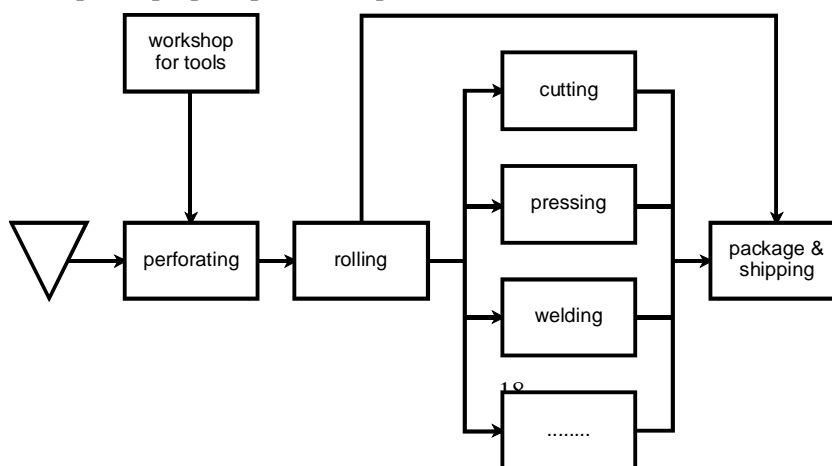 workshop
for tools
cutting
pressing
perforating
rolling
package &
shipping
welding
........